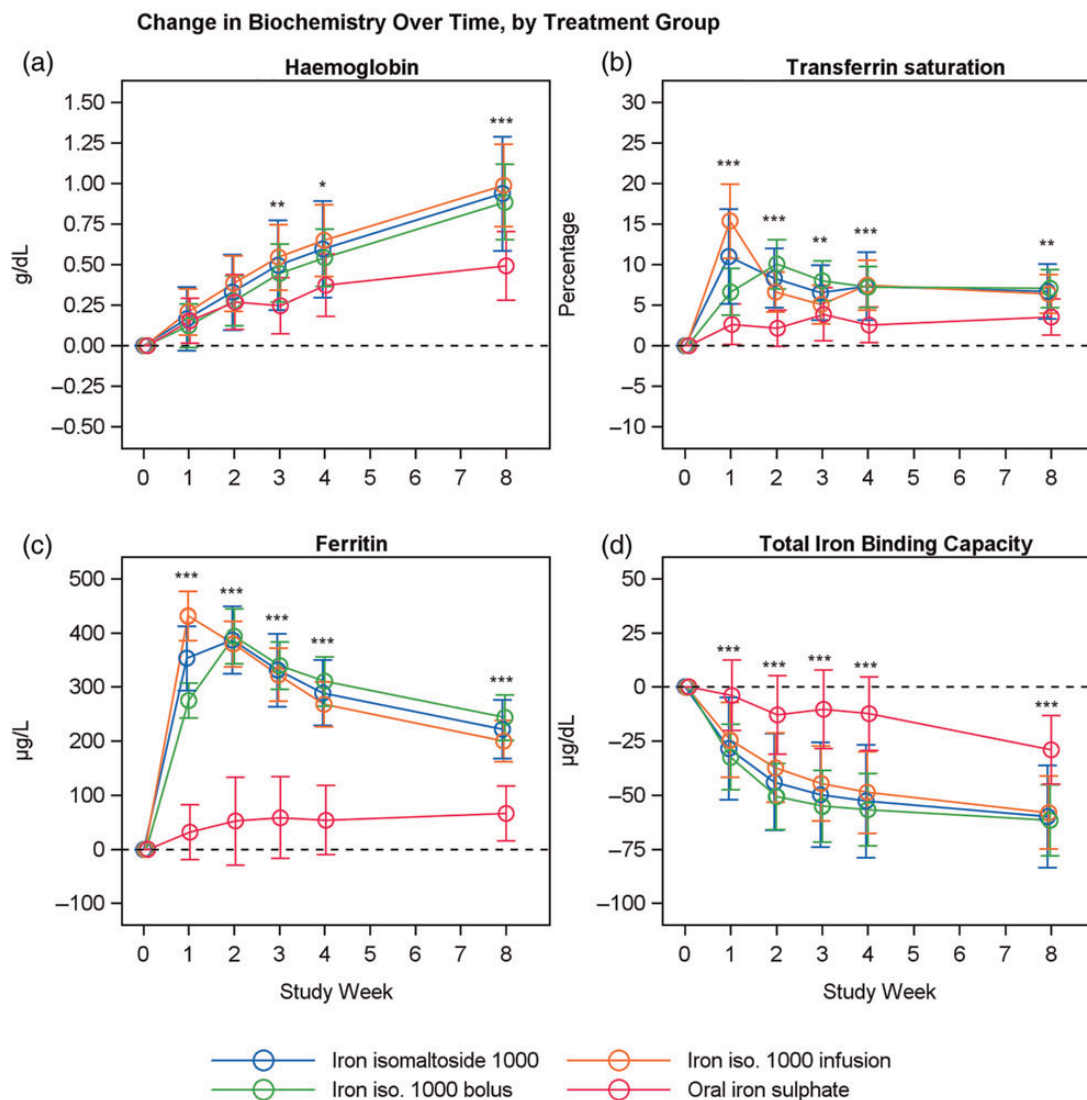 Change in Biochemistry Over Time, by Treatment Group
(a)
Haemoglobin
g/dL
1.50
1.25
1.00
0.75
0.50
0.25
0.00
–0.25
–0.50
**
*
***
0 1 2 3 4 5 6 7 8
(b)
Transferrin saturation
Percentage
30
25
20
15
10
5
0
–5
–10
***
***
**
***
**
0 1 2 3 4 5 6 7 8
(c)
Ferritin
µg/L
500
400
300
200
100
0
–100
***
***
***
***
***
0 1 2 3 4 5 6 7 8
Study Week
(d)
Total Iron Binding Capacity
µg/dL
50
25
0
–25
–50
–75
–100
***
***
***
***
***
0 1 2 3 4 5 6 7 8
Study Week
Iron isomaltoside 1000
Iron iso. 1000 infusion
Iron iso. 1000 bolus
Oral iron sulphate